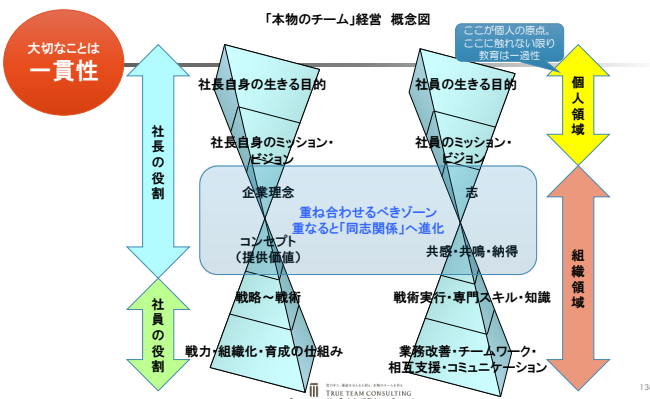 「本物のチーム」経営 概念図
大切なことは
一貫性
ここが個人の原点。
ここに触れない限り
教育は一過性
社長の役割
社員の役割
社長自身の生きる目的
社長自身のミッション・
ビジョン
企業理念
コンセプト
（提供価値）
戦略～戦術
戦力・組織化・育成の仕組み
重ね合わせるべきゾーン
重なると「同志関係」へ進化
社員の生きる目的
社員のミッション・
ビジョン
志
共感・共鳴・納得
戦術実行・専門スキル・知識
業務改善・チームワーク・
相互支援・コミュニケーション
個人領域
組織領域
TRUE TEAM CONSULTING